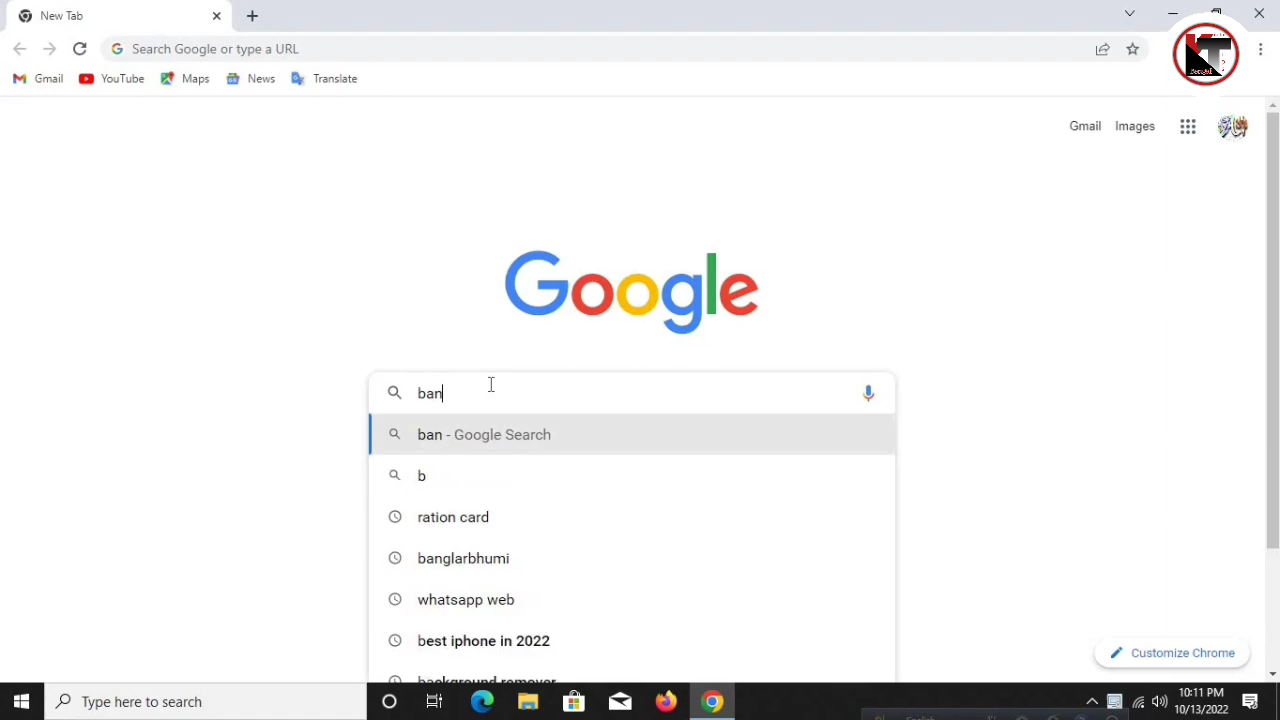 New Tab
Search Google or type a URL
Gmail
YouTube
Maps
News
Translate
Gmail
Images
Google
ban
ban - Google Search
b
ration card
banglarbhumi
whatsapp web
best iphone in 2022
background remover
Customize Chrome
Type here to search
10:11 PM
10/13/2022